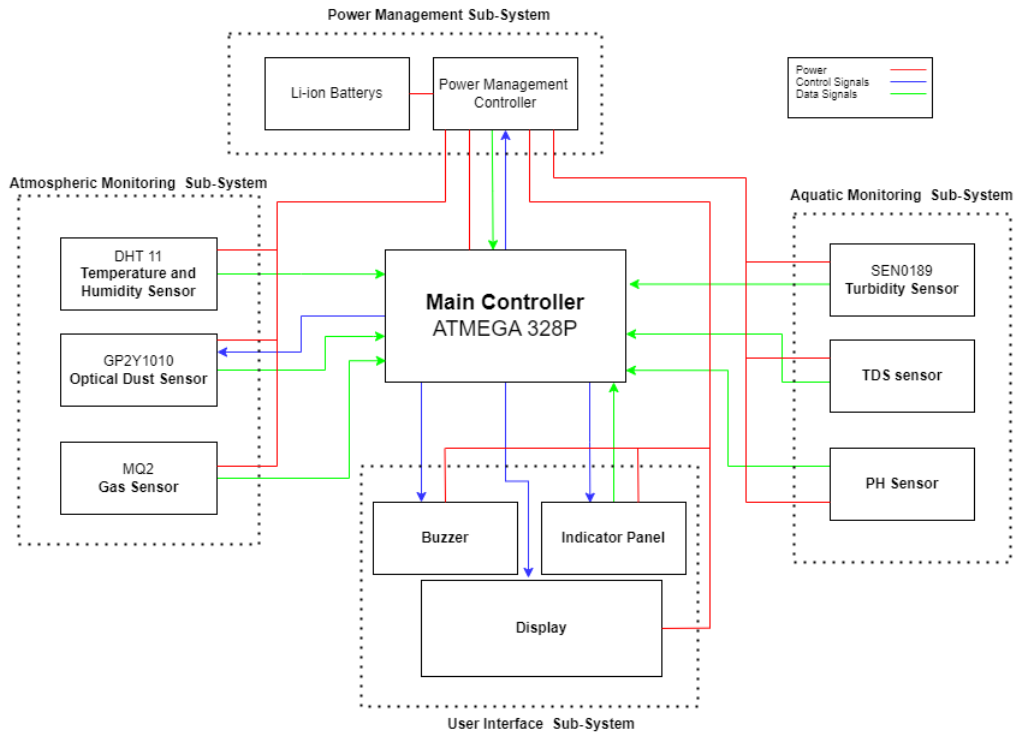 Power Management Sub-System
Li-ion Batterys
Power Management
Controller
Power
Control Signals
Data Signals
Atmospheric Monitoring Sub-System
Aquatic Monitoring Sub-System
DHT 11
Temperature and
Humidity Sensor
GP2Y1010
Optical Dust Sensor
MQ2
Gas Sensor
Main Controller
ATMEGA 328P
SEN0189
Turbidity Sensor
TDS sensor
PH Sensor
Buzzer
Indicator Panel
Display
User Interface Sub-System